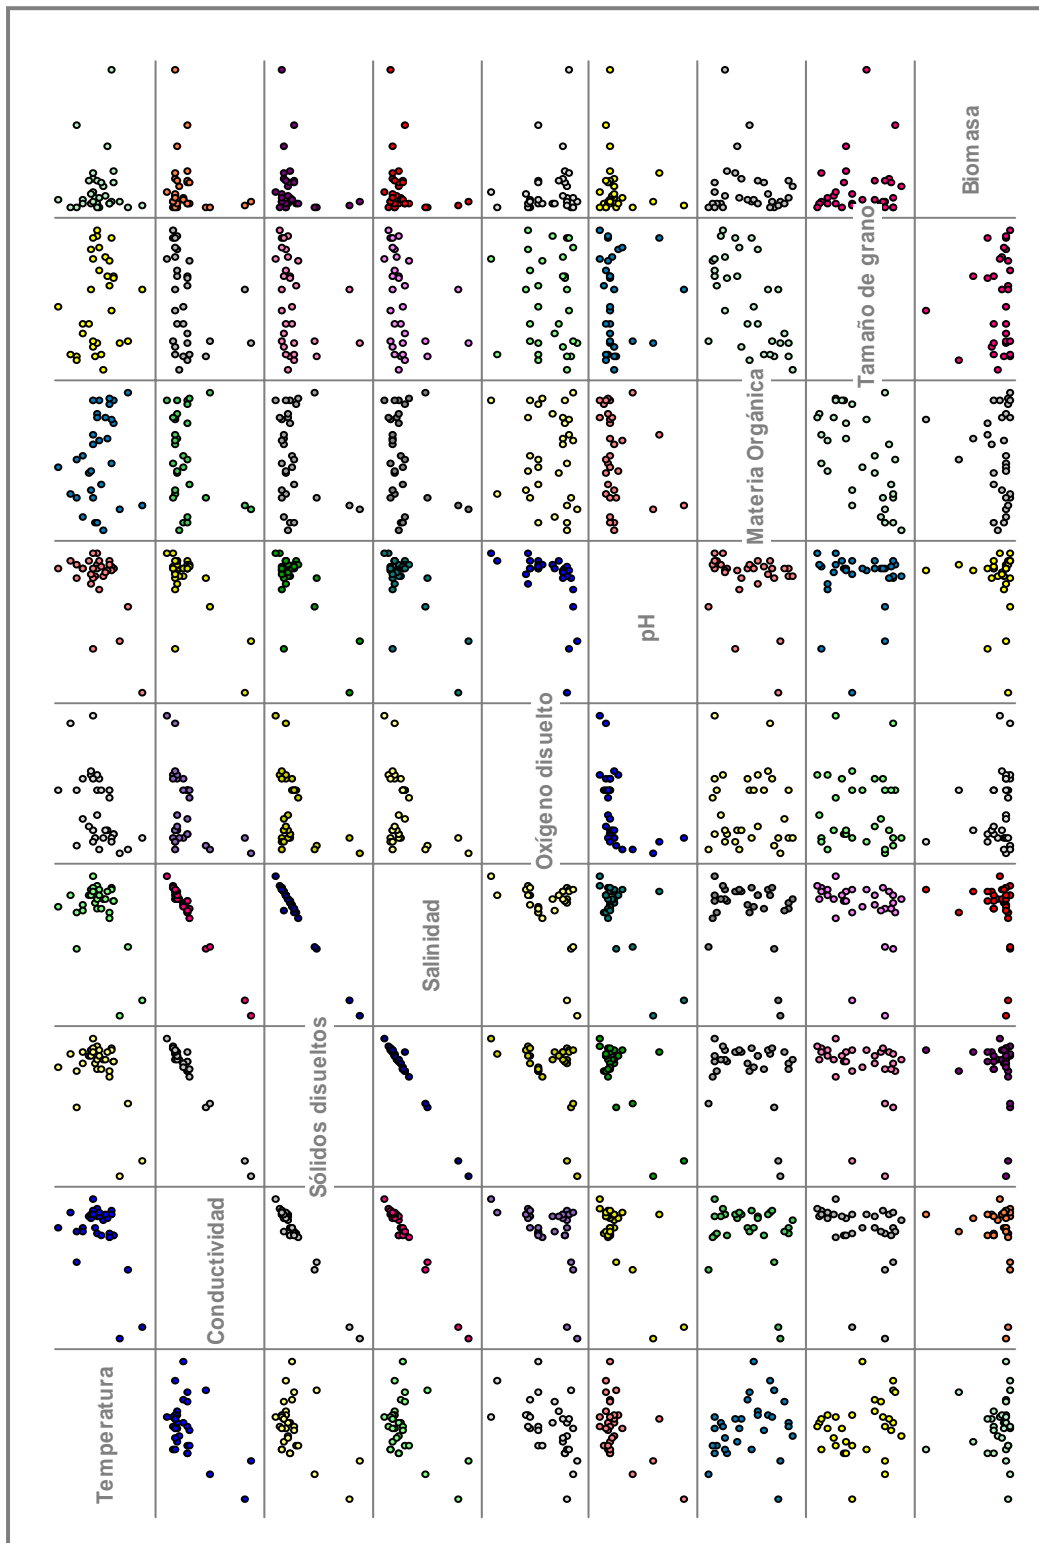 Temperatura
Conductividad
Sólidos disueltos
Salinidad
Oxígeno disuelto
pH
Materia Orgánica
Tamaño de grano
Biomasa